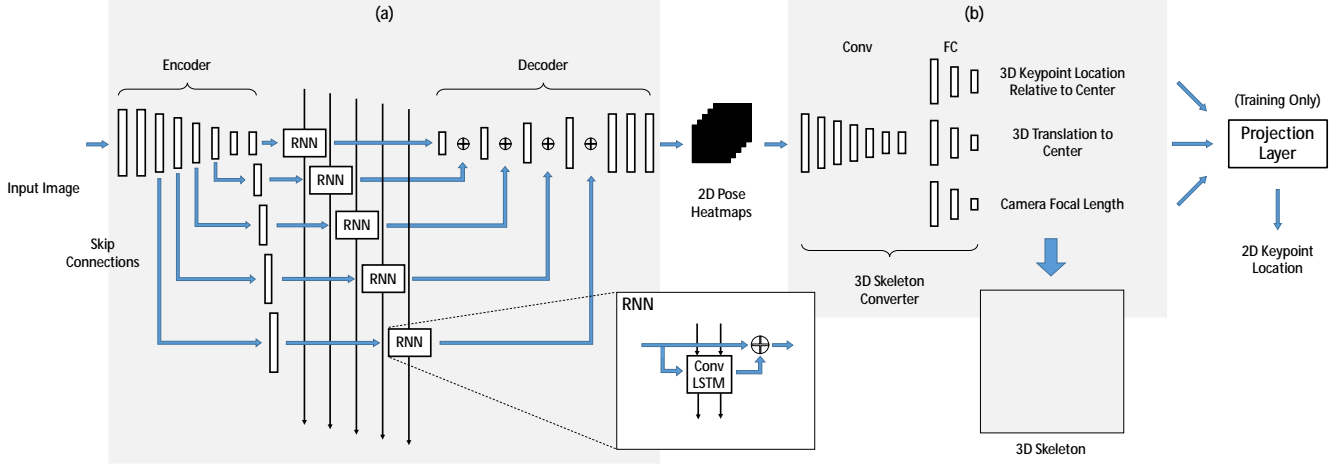 (a)
(b)
Encoder
Decoder
Conv
FC
Input Image
RNN
RNN
RNN
RNN
RNN
Skip
Connections
2D Pose
Heatmaps
3D Keypoint Location
Relative to Center
3D Translation to
Center
Camera Focal Length
(Training Only)
Projection
Layer
2D Keypoint
Location
3D Skeleton
Converter
RNN
Conv
LSTM
3D Skeleton